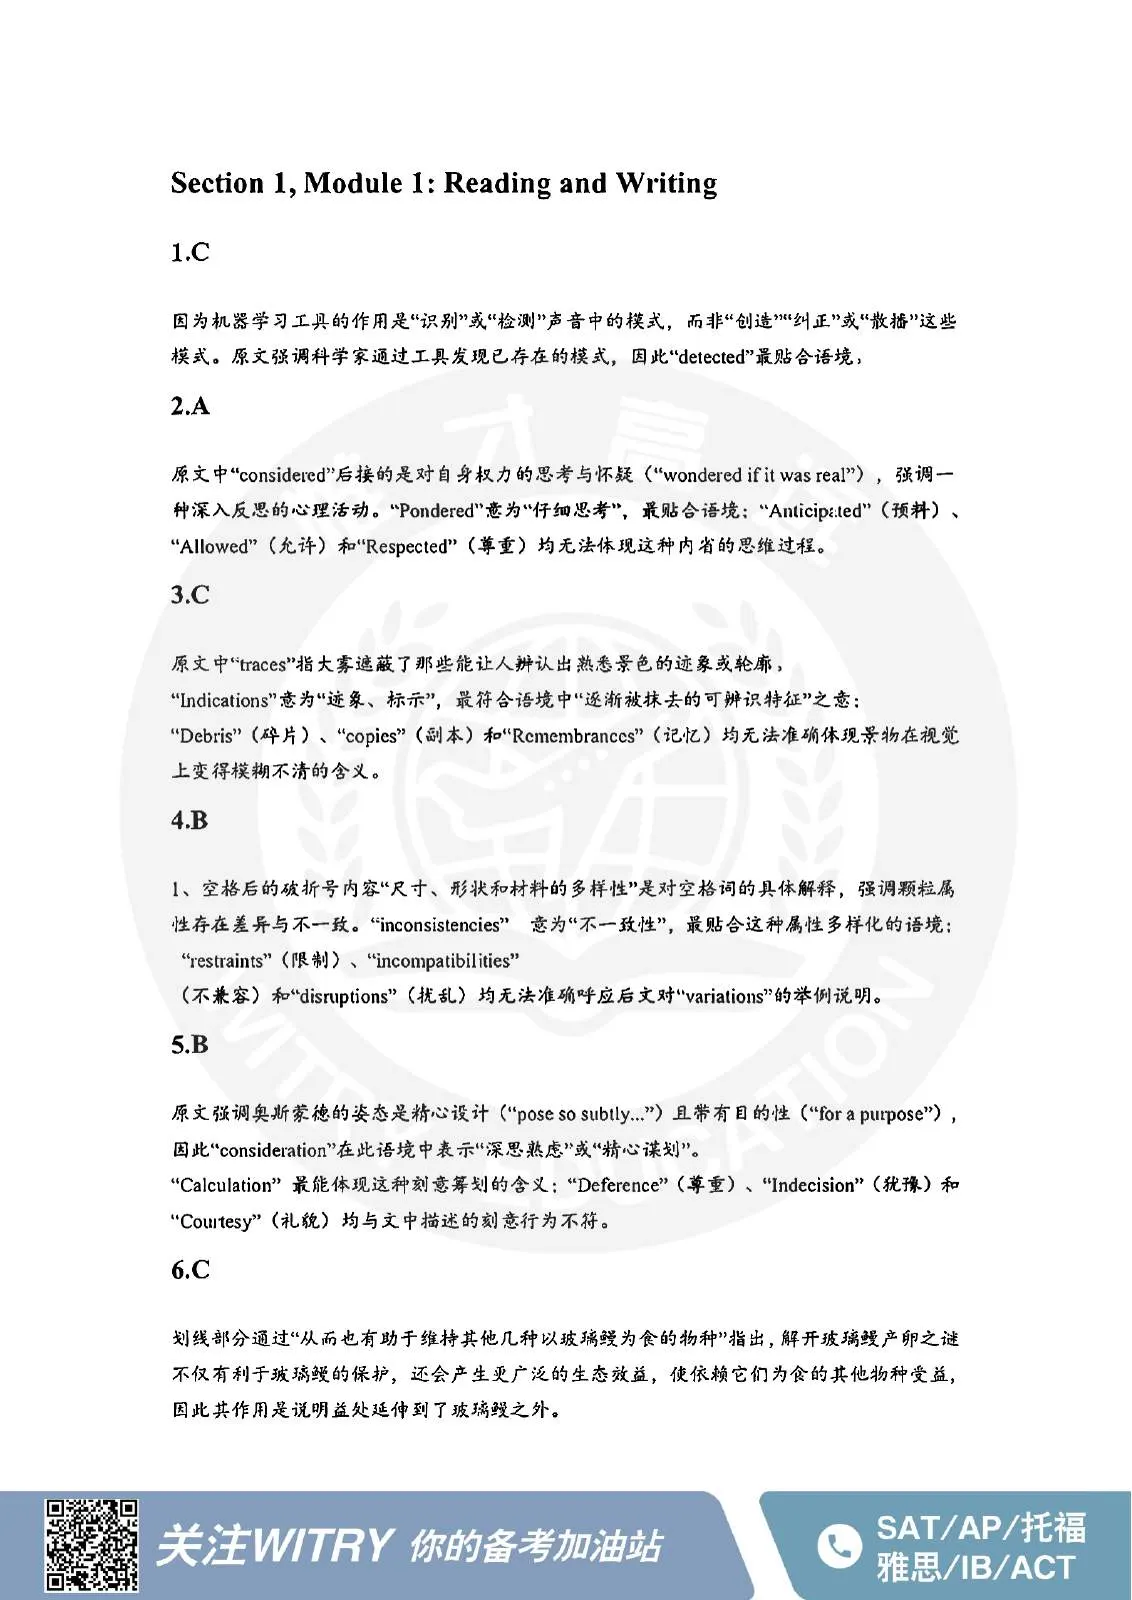 Section 1, Module 1: Reading and Writing
1.C
因为机器学习工具的作用是“识别”或“检测”声音中的模式，而非“创造”“纠正”或“散播”这些
模式。原文强调科学家通过工具发现已存在的模式，因此“detected”最贴合语境；
2.A
原文中“considered”后接的是对自身权力的思考与怀疑（“wondered if it was real”），强调一
种深入反思的心理活动。“Pondered”意为“仔细思考”，最贴合语境；“Anticipated”（预料）、
“Allowed”（允许）和“Respected”（尊重）均无法体现这种内省的思维过程。
3.C
原文中“traces”指大雾遮蔽了那些能让人辨认出熟悉景色的迹象或轮廓，
“Indications”意为“迹象、标示”，最符合语境中“逐渐被抹去的可辨识特征”之意；
“Debris”（碎片）、“copies”（副本）和“Remembrances”（记忆）均无法准确体现景物在视觉
上变得模糊不清的含义。
4.B
1、空格后的破折号内容“尺寸、形状和材料的多样性”是对空格词的具体解释，强调颗粒属
性存在差异与不一致。“inconsistencies” 意为“不一致性”，最贴合这种属性多样化的语境；
“restraints”（限制）、“incompatibilities”
（不兼容）和“disruptions”（扰乱）均无法准确呼应后文对“variations”的举例说明。
5.B
原文强调奥斯蒙德的姿态是精心设计（“pose so subtly...”）且带有目的性（“for a purpose”），
因此“consideration”在此语境中表示“深思熟虑”或“精心谋划”。
“Calculation” 最能体现这种刻意筹划的含义；“Deference”（尊重）、“Indecision”（犹豫）和
“Courtesy”（礼貌）均与文中描述的刻意行为不符。
6.C
划线部分通过“从而也有助于维持其他几种以玻璃鳗为食的物种”指出，解开玻璃鳗产卵之谜
不仅有利于玻璃鳗的保护，还会产生更广泛的生态效益，使依赖它们为食的其他物种受益，
因此其作用是说明益处延伸到了玻璃鳗之外。
WITRY EDUCATION
关注WITRY 你的备考加油站
SAT/AP/托福
雅思/IB/ACT